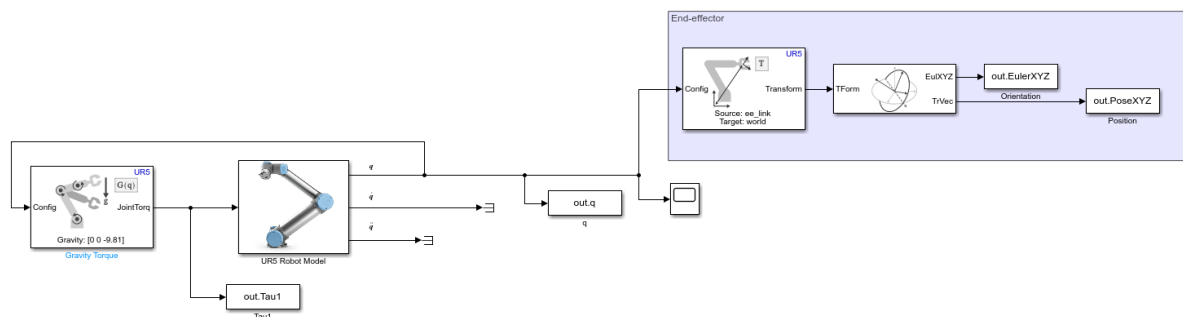 End-effector
UR5
T
Config
Transform
Source: ee_link
Target: world
TForm
EulXYZ
TrVec
out.EulerXYZ
Orientation
out.PoseXYZ
Position
UR5
G(q)
g
Config
JointTorq
Gravity: [0 0 -9.81]
Gravity Torque
q
q̇
q̈
UR5 Robot Model
out.q
q
out.Tau1
Tau1